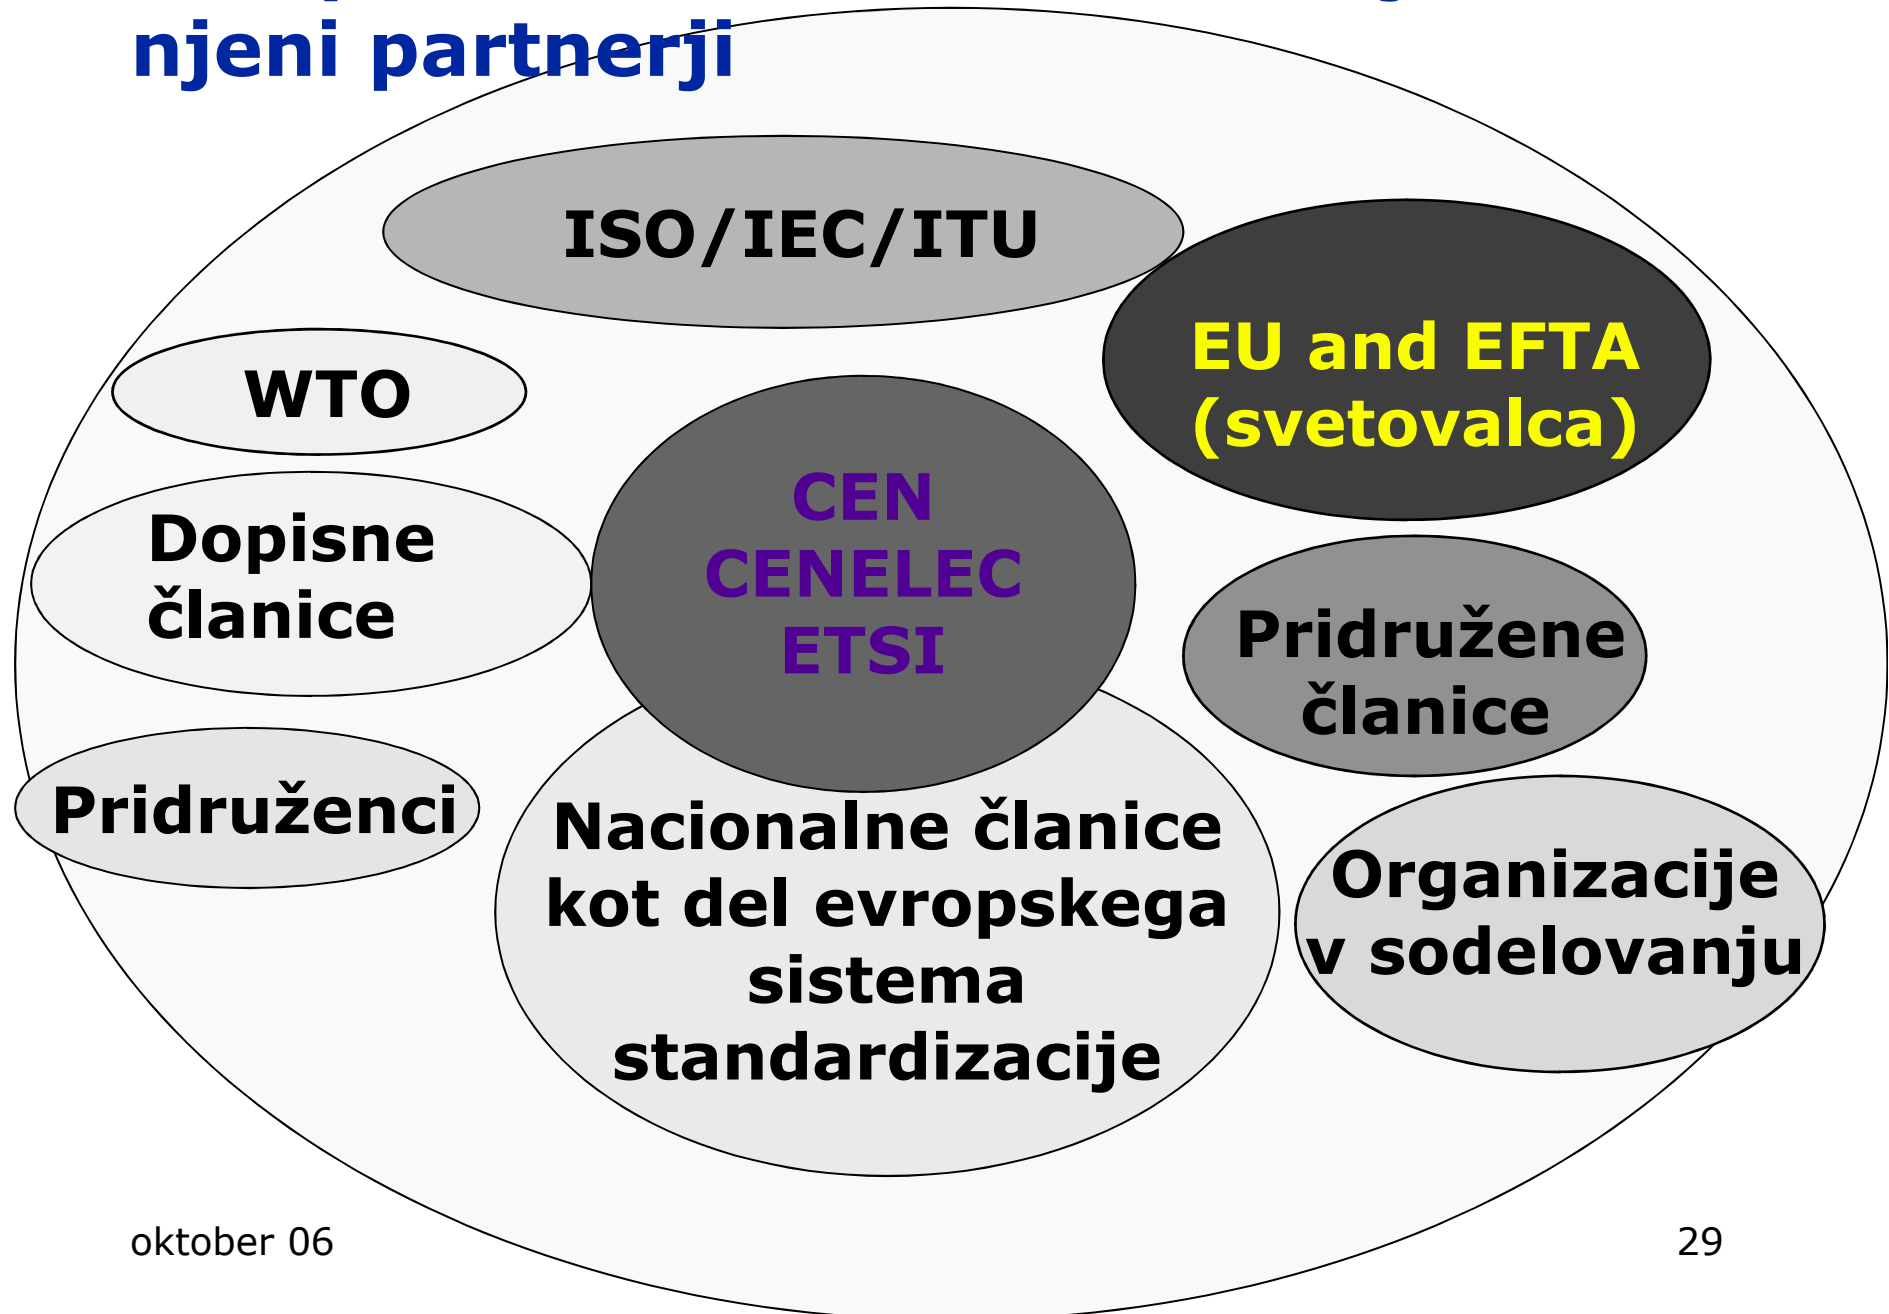 njeni partnerji
ISO/IEC/ITU
EU and EFTA
(svetovalca)
WTO
CEN
CENELEC
ETSI
Dopisne
članice
Pridružene
članice
Pridruženci
Nacionalne članice
kot del evropskega
sistema
standardizacije
Organizacije
v sodelovanju
oktober 06
29